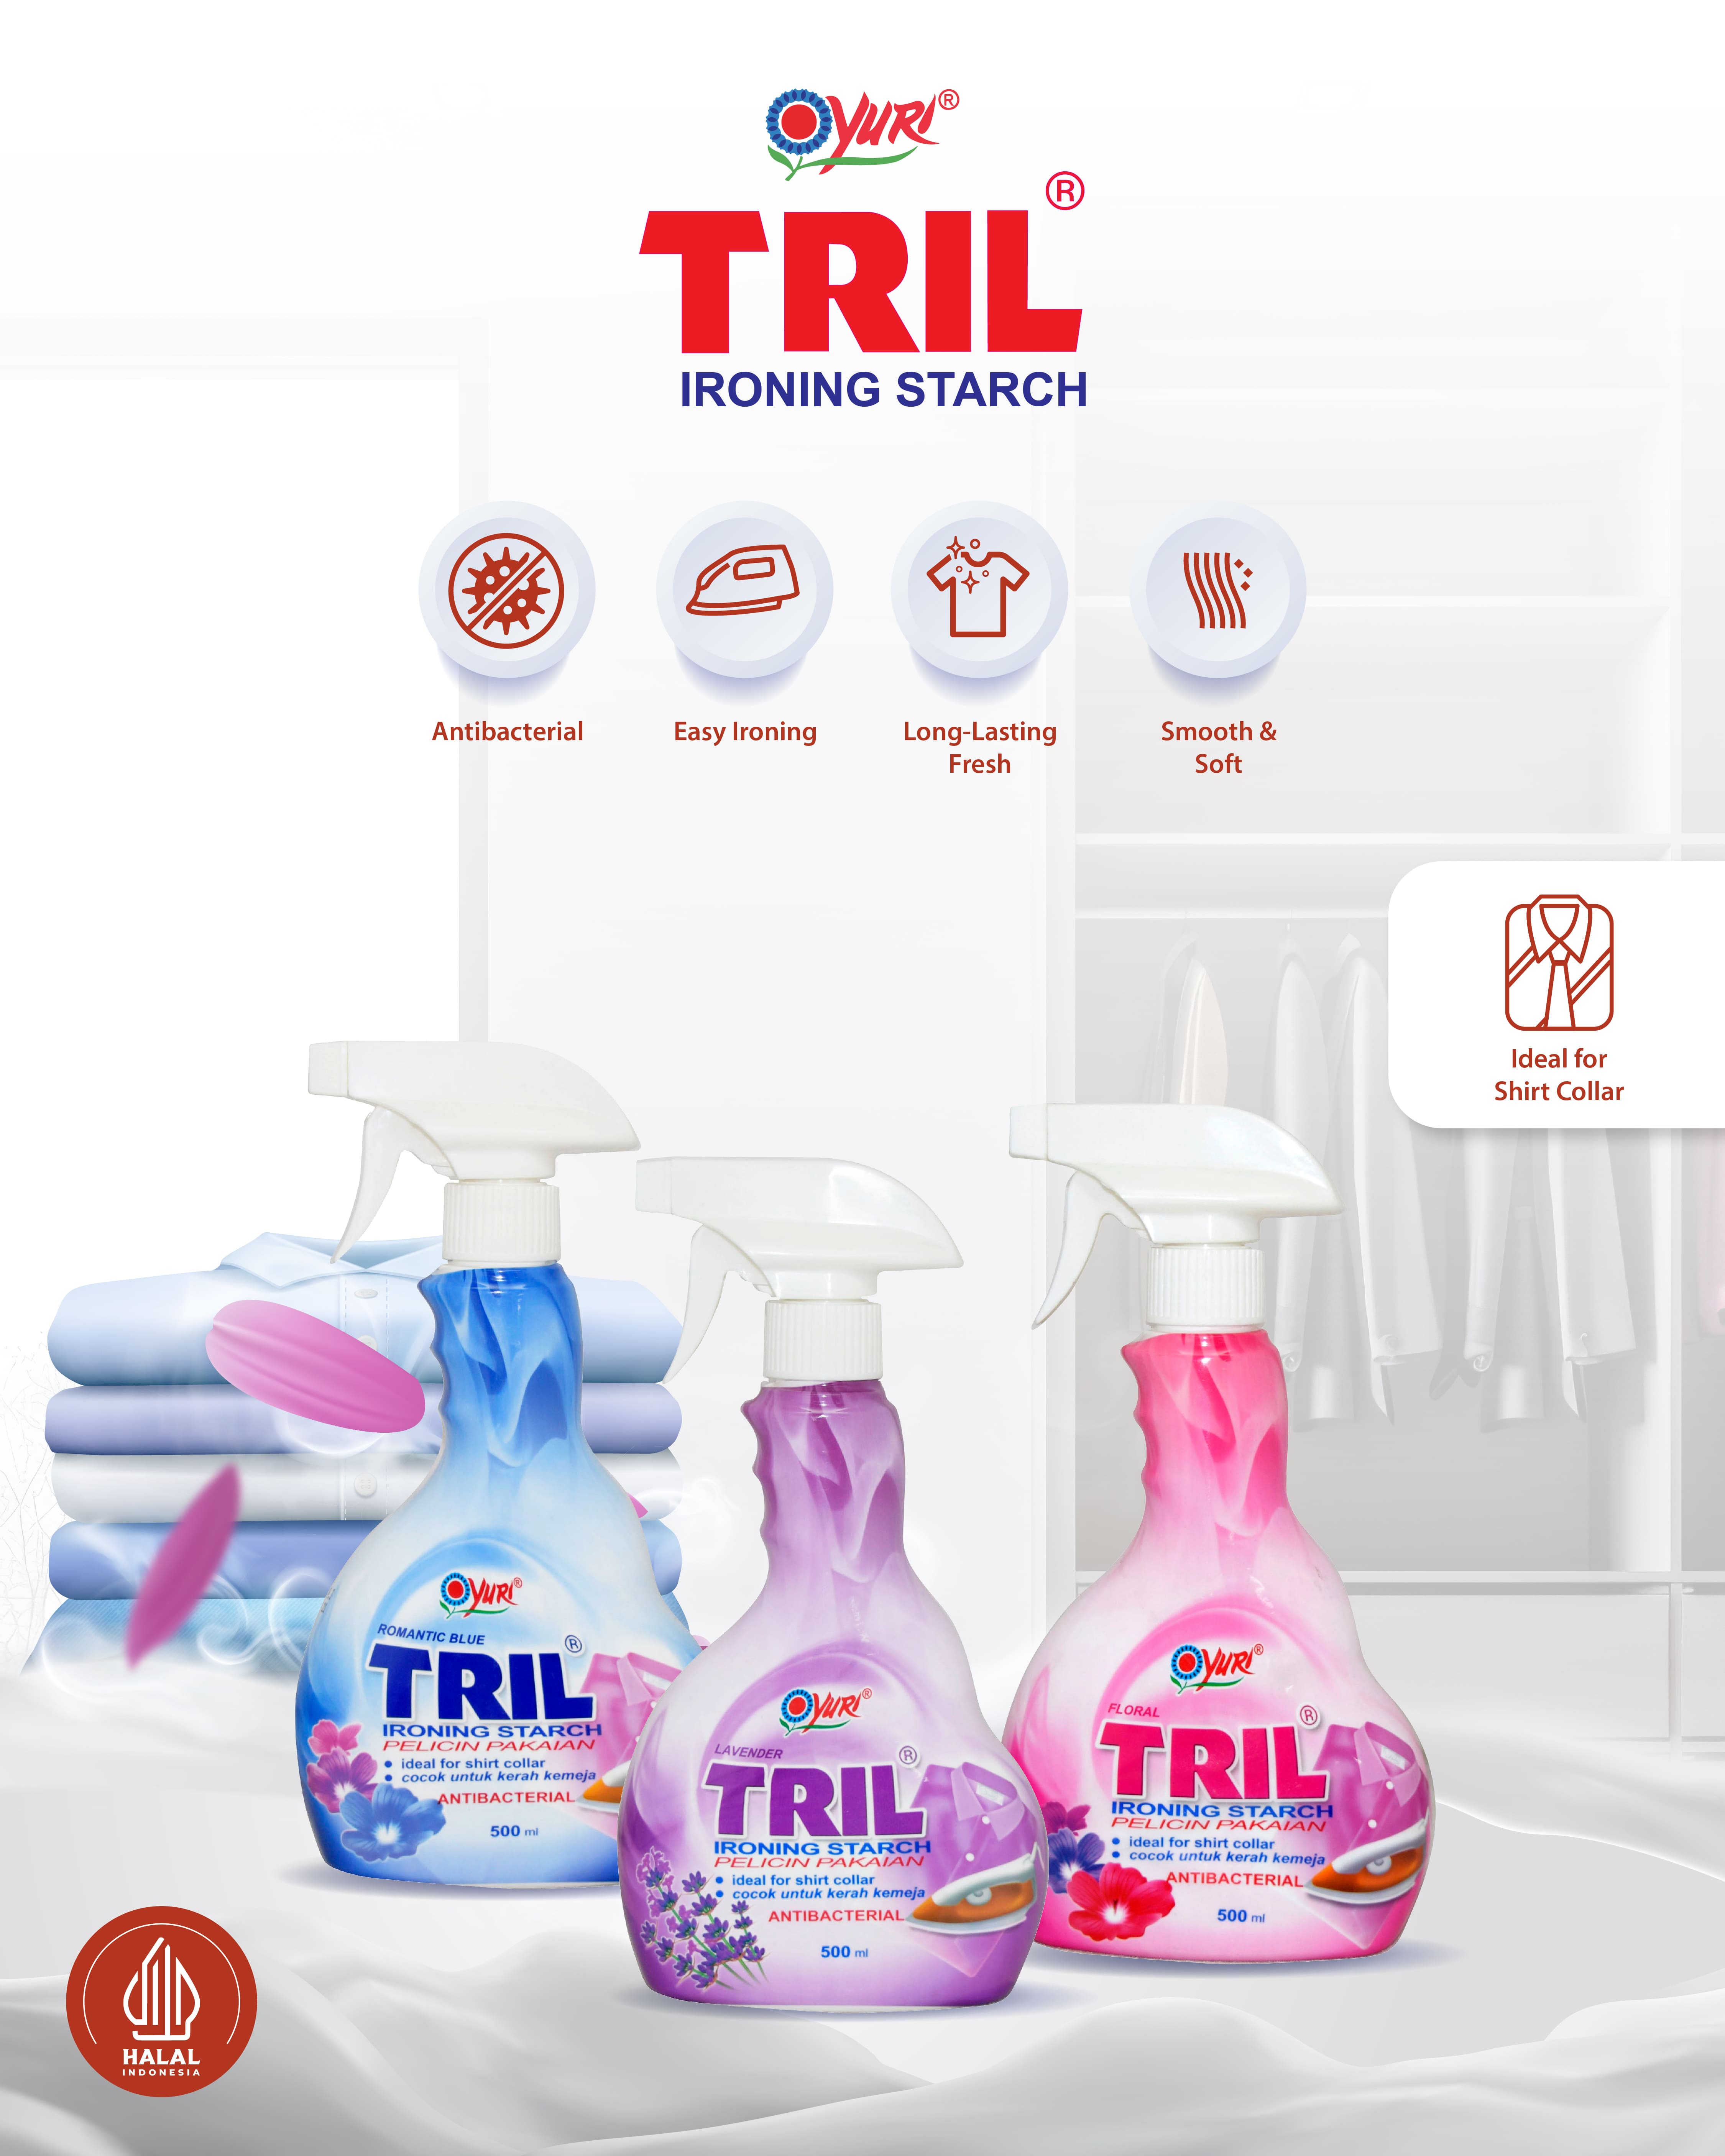 YURI®
TRIL®
IRONING STARCH
Antibacterial
Easy Ironing
Long-Lasting
Fresh
Smooth &
Soft
Ideal for
Shirt Collar
YURI®
ROMANTIC BLUE
TRIL®
IRONING STARCH
PELICIN PAKAIAN
• ideal for shirt collar
• cocok untuk kerah kemeja
ANTIBACTERIAL
500 ml
YURI®
LAVENDER
TRIL®
IRONING STARCH
PELICIN PAKAIAN
• ideal for shirt collar
• cocok untuk kerah kemeja
ANTIBACTERIAL
500 ml
YURI®
FLORAL
TRIL®
IRONING STARCH
PELICIN PAKAIAN
• ideal for shirt collar
• cocok untuk kerah kemeja
ANTIBACTERIAL
500 ml
HALAL
INDONESIA